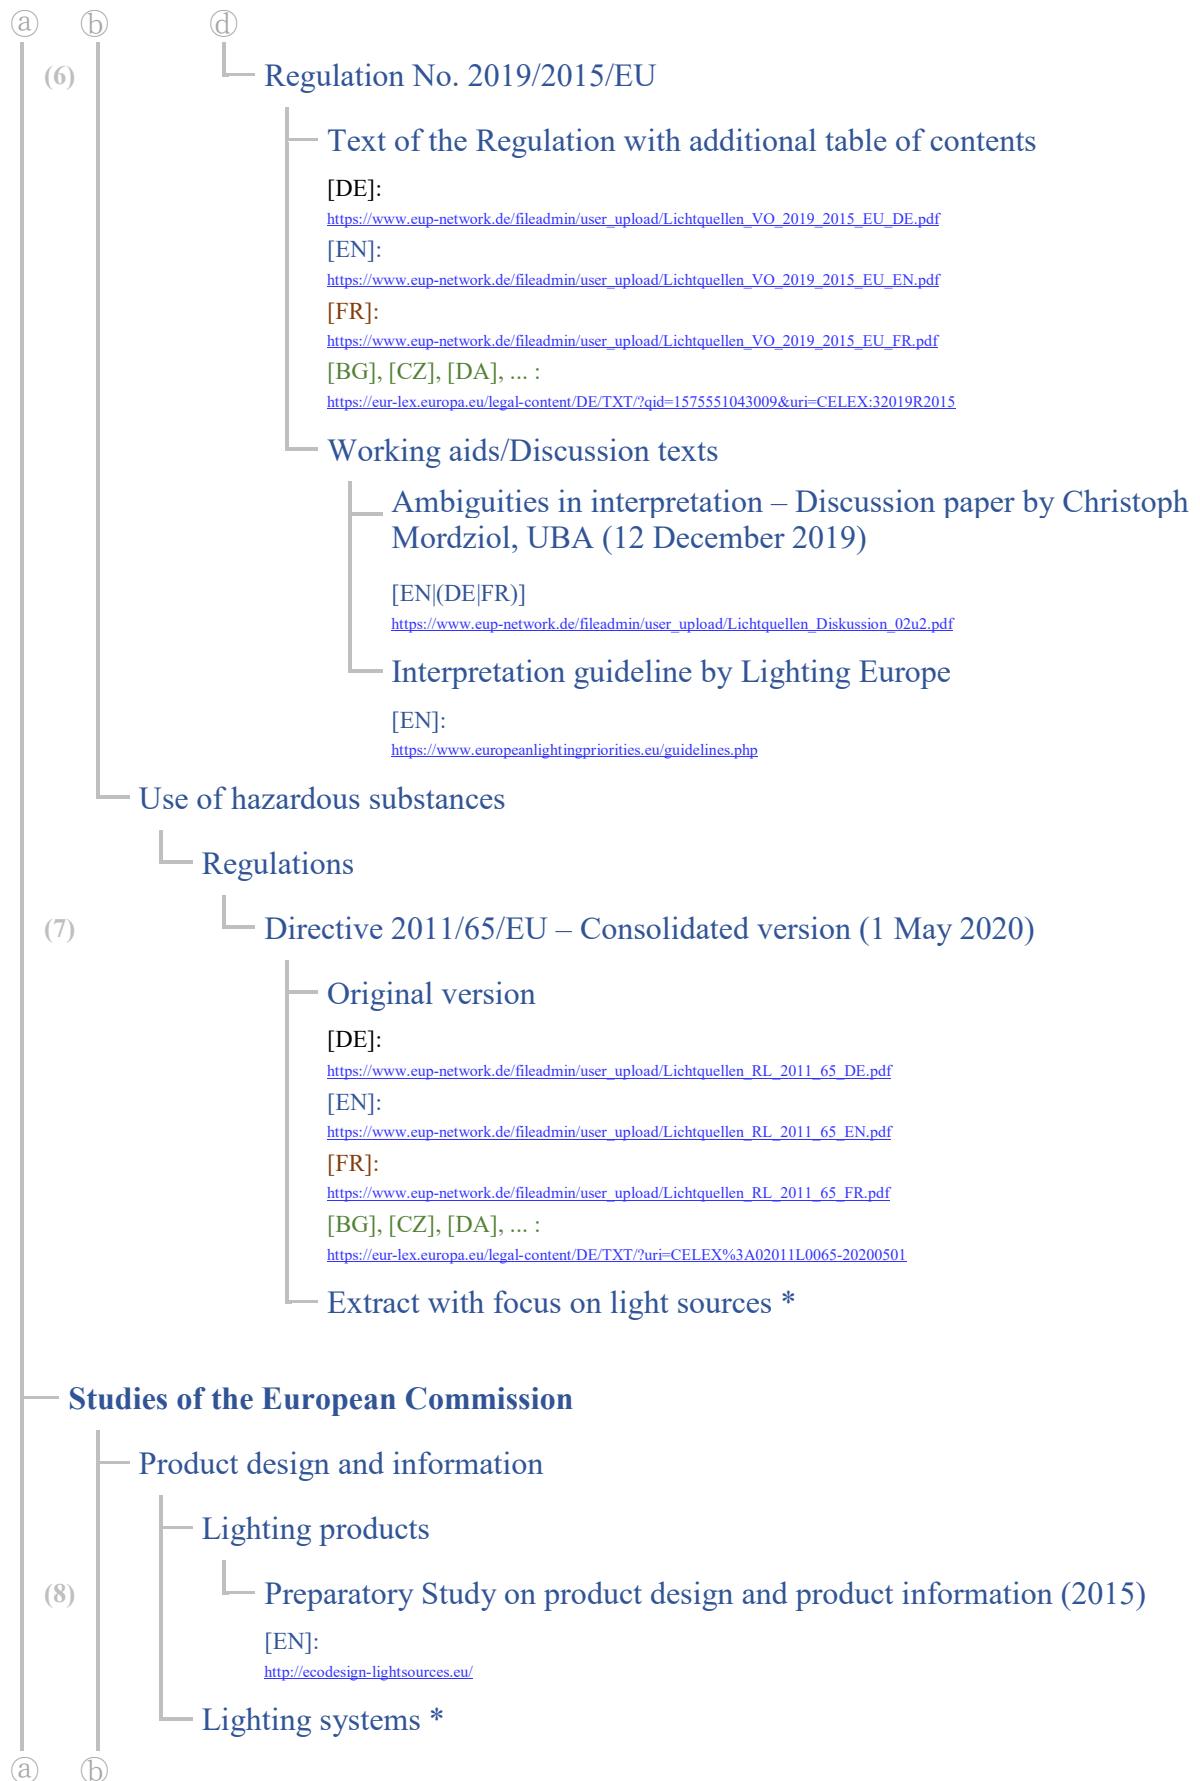 ⓐ ⓑ ⓓ
(6) Regulation No. 2019/2015/EU
Text of the Regulation with additional table of contents
[DE]:
https://www.eup-network.de/fileadmin/user_upload/Lichtquellen_VO_2019_2015_EU_DE.pdf
[EN]:
https://www.eup-network.de/fileadmin/user_upload/Lichtquellen_VO_2019_2015_EU_EN.pdf
[FR]:
https://www.eup-network.de/fileadmin/user_upload/Lichtquellen_VO_2019_2015_EU_FR.pdf
[BG], [CZ], [DA], ... :
https://eur-lex.europa.eu/legal-content/DE/TXT/?qid=1575551043009&uri=CELEX:32019R2015
Working aids/Discussion texts
Ambiguities in interpretation – Discussion paper by Christoph
Mordziol, UBA (12 December 2019)
[EN|(DE|FR)]
https://www.eup-network.de/fileadmin/user_upload/Lichtquellen_Diskussion_02u2.pdf
Interpretation guideline by Lighting Europe
[EN]:
https://www.europeanlightingpriorities.eu/guidelines.php
Use of hazardous substances
Regulations
(7) Directive 2011/65/EU – Consolidated version (1 May 2020)
Original version
[DE]:
https://www.eup-network.de/fileadmin/user_upload/Lichtquellen_RL_2011_65_DE.pdf
[EN]:
https://www.eup-network.de/fileadmin/user_upload/Lichtquellen_RL_2011_65_EN.pdf
[FR]:
https://www.eup-network.de/fileadmin/user_upload/Lichtquellen_RL_2011_65_FR.pdf
[BG], [CZ], [DA], ... :
https://eur-lex.europa.eu/legal-content/DE/TXT/?uri=CELEX%3A02011L0065-20200501
Extract with focus on light sources *
Studies of the European Commission
Product design and information
Lighting products
(8) Preparatory Study on product design and product information (2015)
[EN]:
http://ecodesign-lightsources.eu/
Lighting systems *
ⓐ ⓑ